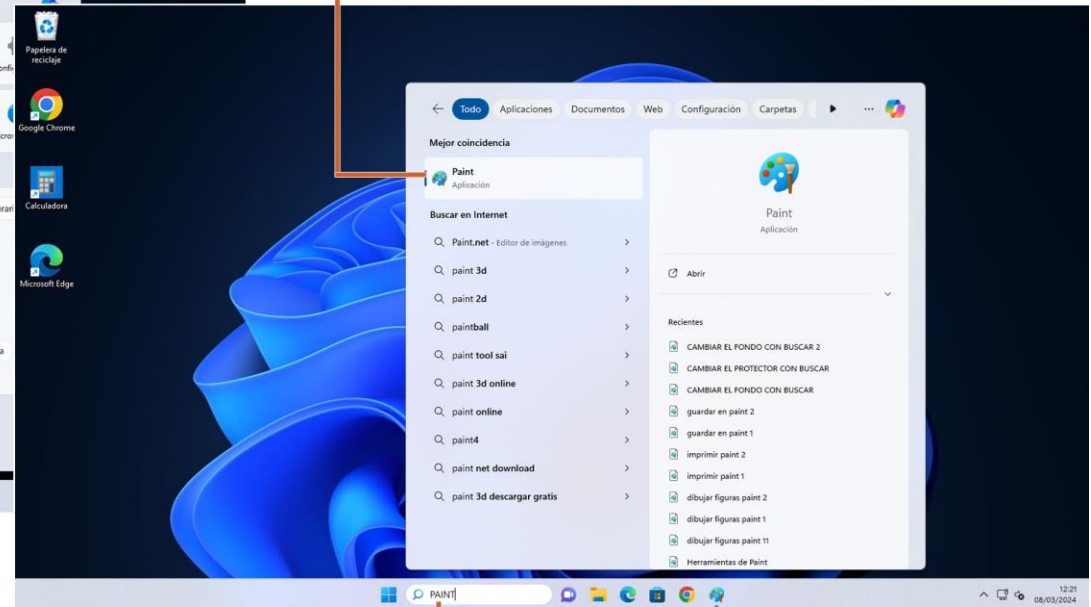 Papelera de
reciclaje
Google Chrome
Calculadora
Microsoft Edge
Todo Aplicaciones Documentos Web Configuración Carpetas
Mejor coincidencia
Paint
Aplicación
Buscar en Internet
Paint.net - Editor de imágenes
paint 3d
paint 2d
paintball
paint tool sai
paint 3d online
paint online
paint4
paint net download
paint 3d descargar gratis
Paint
Aplicación
Abrir
Recientes
CAMBIAR EL FONDO CON BUSCAR 2
CAMBIAR EL PROTECTOR CON BUSCAR
CAMBIAR EL FONDO CON BUSCAR
guardar en paint 2
guardar en paint 1
imprimir paint 2
imprimir paint 1
dibujar figuras paint 2
dibujar figuras paint 1
dibujar figuras paint 11
Herramientas de Paint
PAINT
12:21
08/03/2024